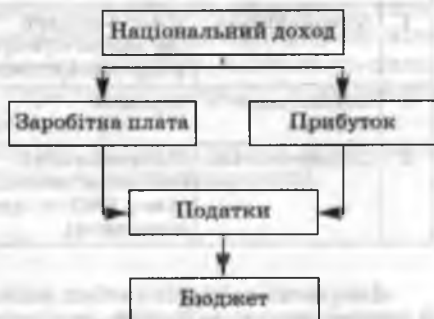 Національний доход
Заробітна плата
Прибуток
Податки
Бюджет